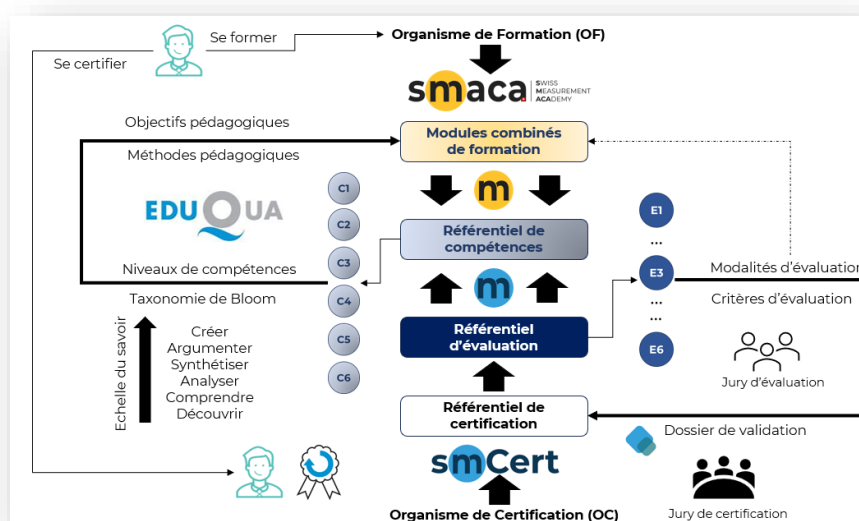 Se former
Organisme de Formation (OF)
Se certifier
smaca
SWISS
MEASUREMENT
ACADEMY
Objectifs pédagogiques
Modules combinés
de formation
Méthodes pédagogiques
m
C1
EDUQUA
C2
E1
Référentiel de
compétences
...
C3
Niveaux de compétences
E3
Modalités d'évaluation
m
Taxonomie de Bloom
C4
...
Critères d'évaluation
...
Echelle du savoir
Créer
Argumenter
Synthétiser
Analyser
Comprendre
Découvrir
Référentiel
d'évaluation
C5
E6
C6
Jury d'évaluation
Référentiel de
certification
Dossier de validation
smCert
Organisme de Certification (OC)
Jury de certification